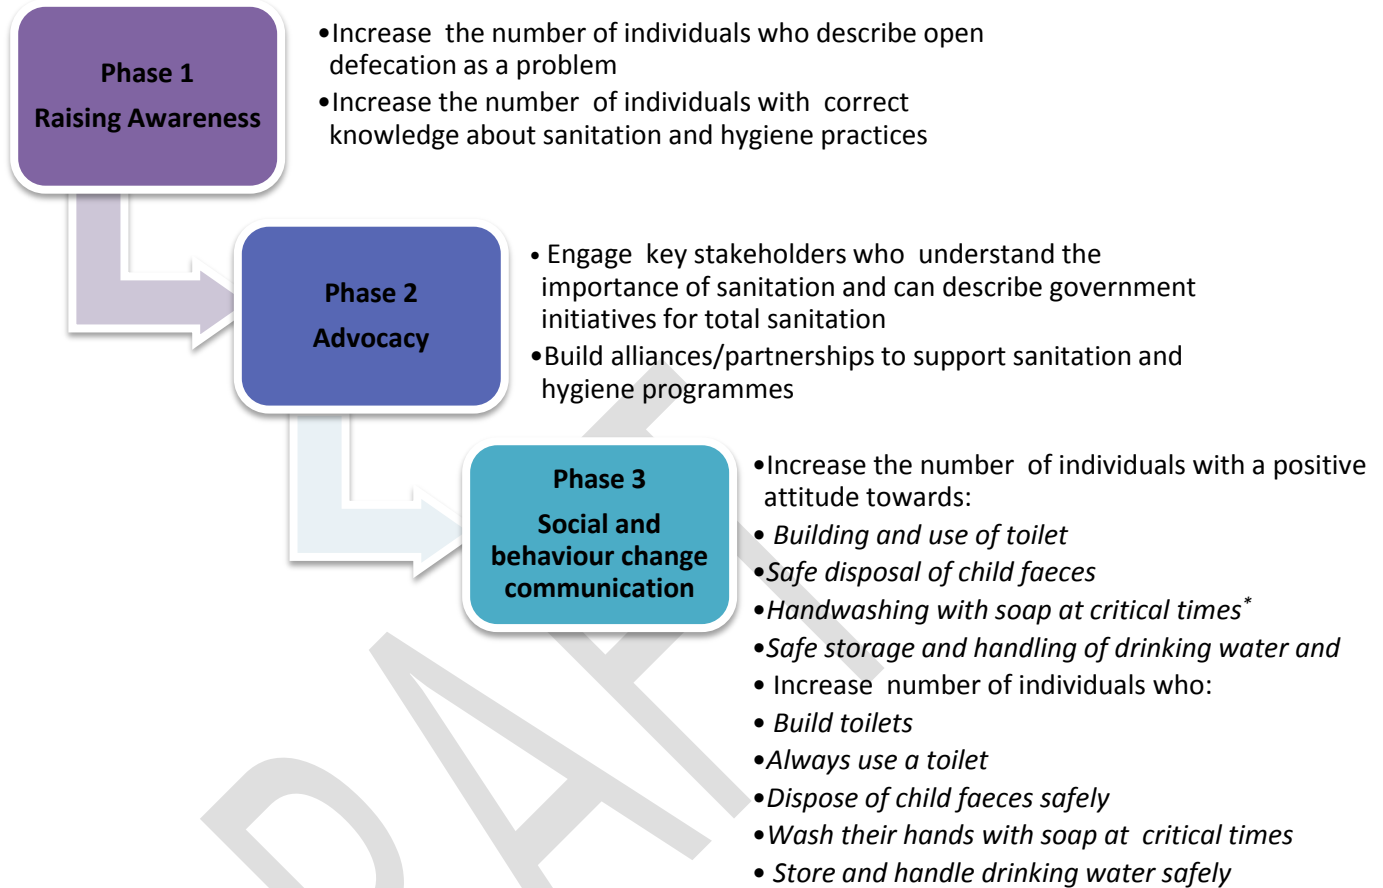 Phase 1
Raising Awareness
•Increase the number of individuals who describe open
defecation as a problem
•Increase the number of individuals with correct
knowledge about sanitation and hygiene practices
Phase 2
Advocacy
• Engage key stakeholders who understand the
importance of sanitation and can describe government
initiatives for total sanitation
•Build alliances/partnerships to support sanitation and
hygiene programmes
Phase 3
Social and
behaviour change
communication
•Increase the number of individuals with a positive
attitude towards:
• Building and use of toilet
•Safe disposal of child faeces
•Handwashing with soap at critical times*
•Safe storage and handling of drinking water and
• Increase number of individuals who:
• Build toilets
•Always use a toilet
•Dispose of child faeces safely
•Wash their hands with soap at critical times
• Store and handle drinking water safely
DRAFT